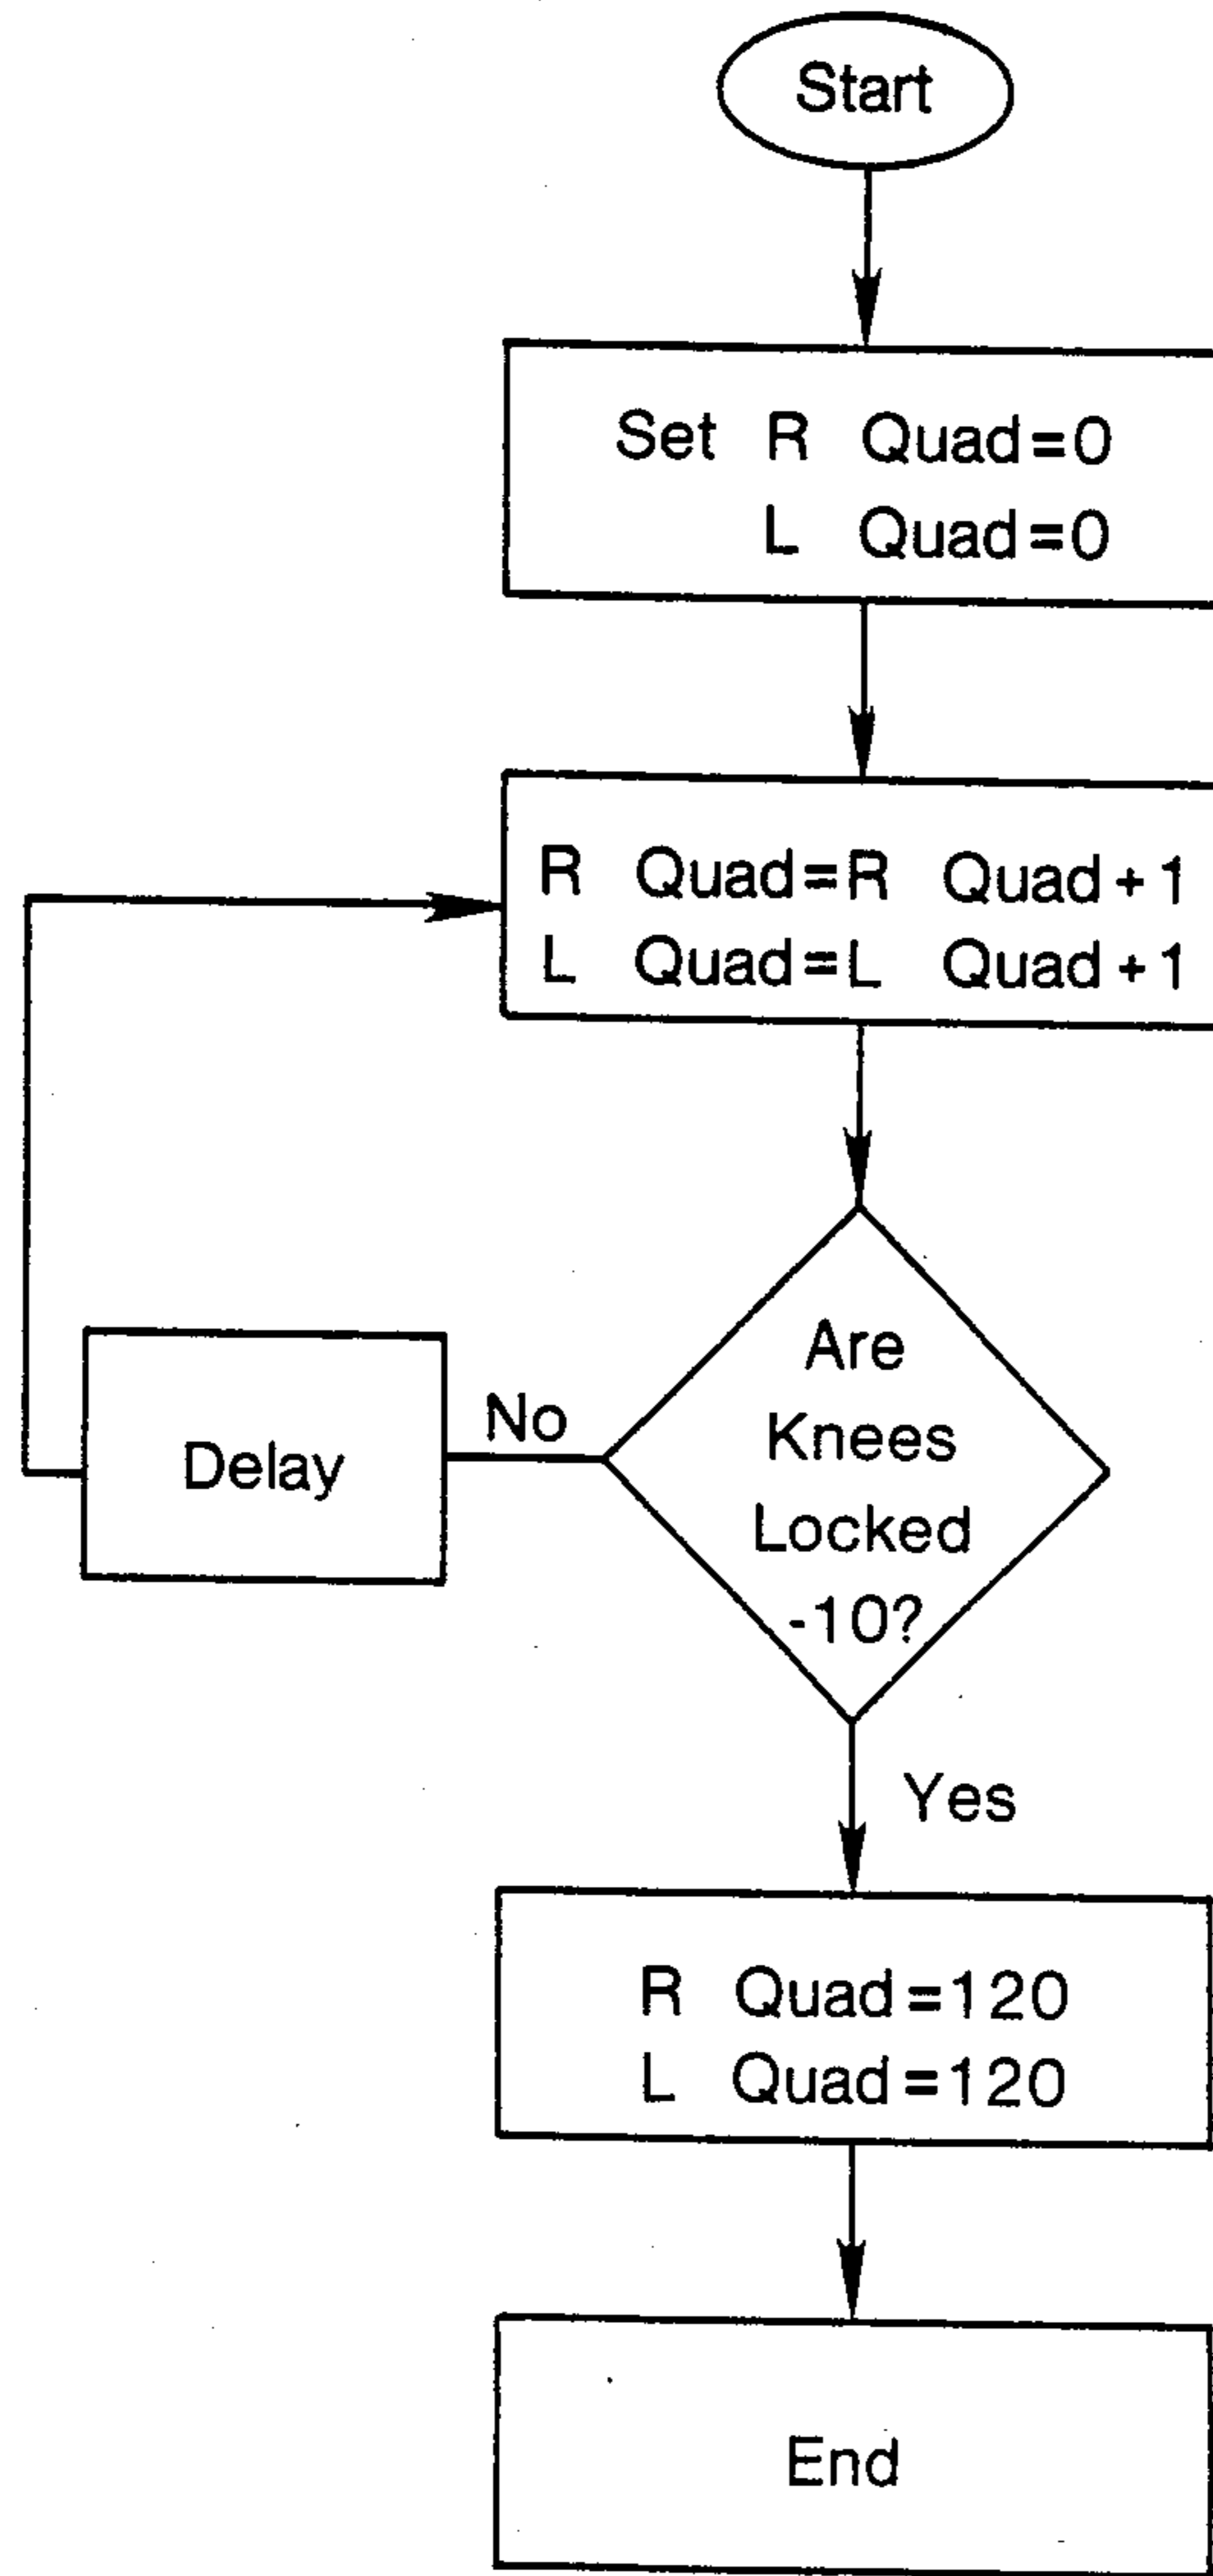 Start
Set R Quad=0
L Quad=0
R Quad=R Quad+1
L Quad=L Quad+1
Are
Knees
Locked
-10?
No
Delay
Yes
R Quad=120
L Quad=120
End